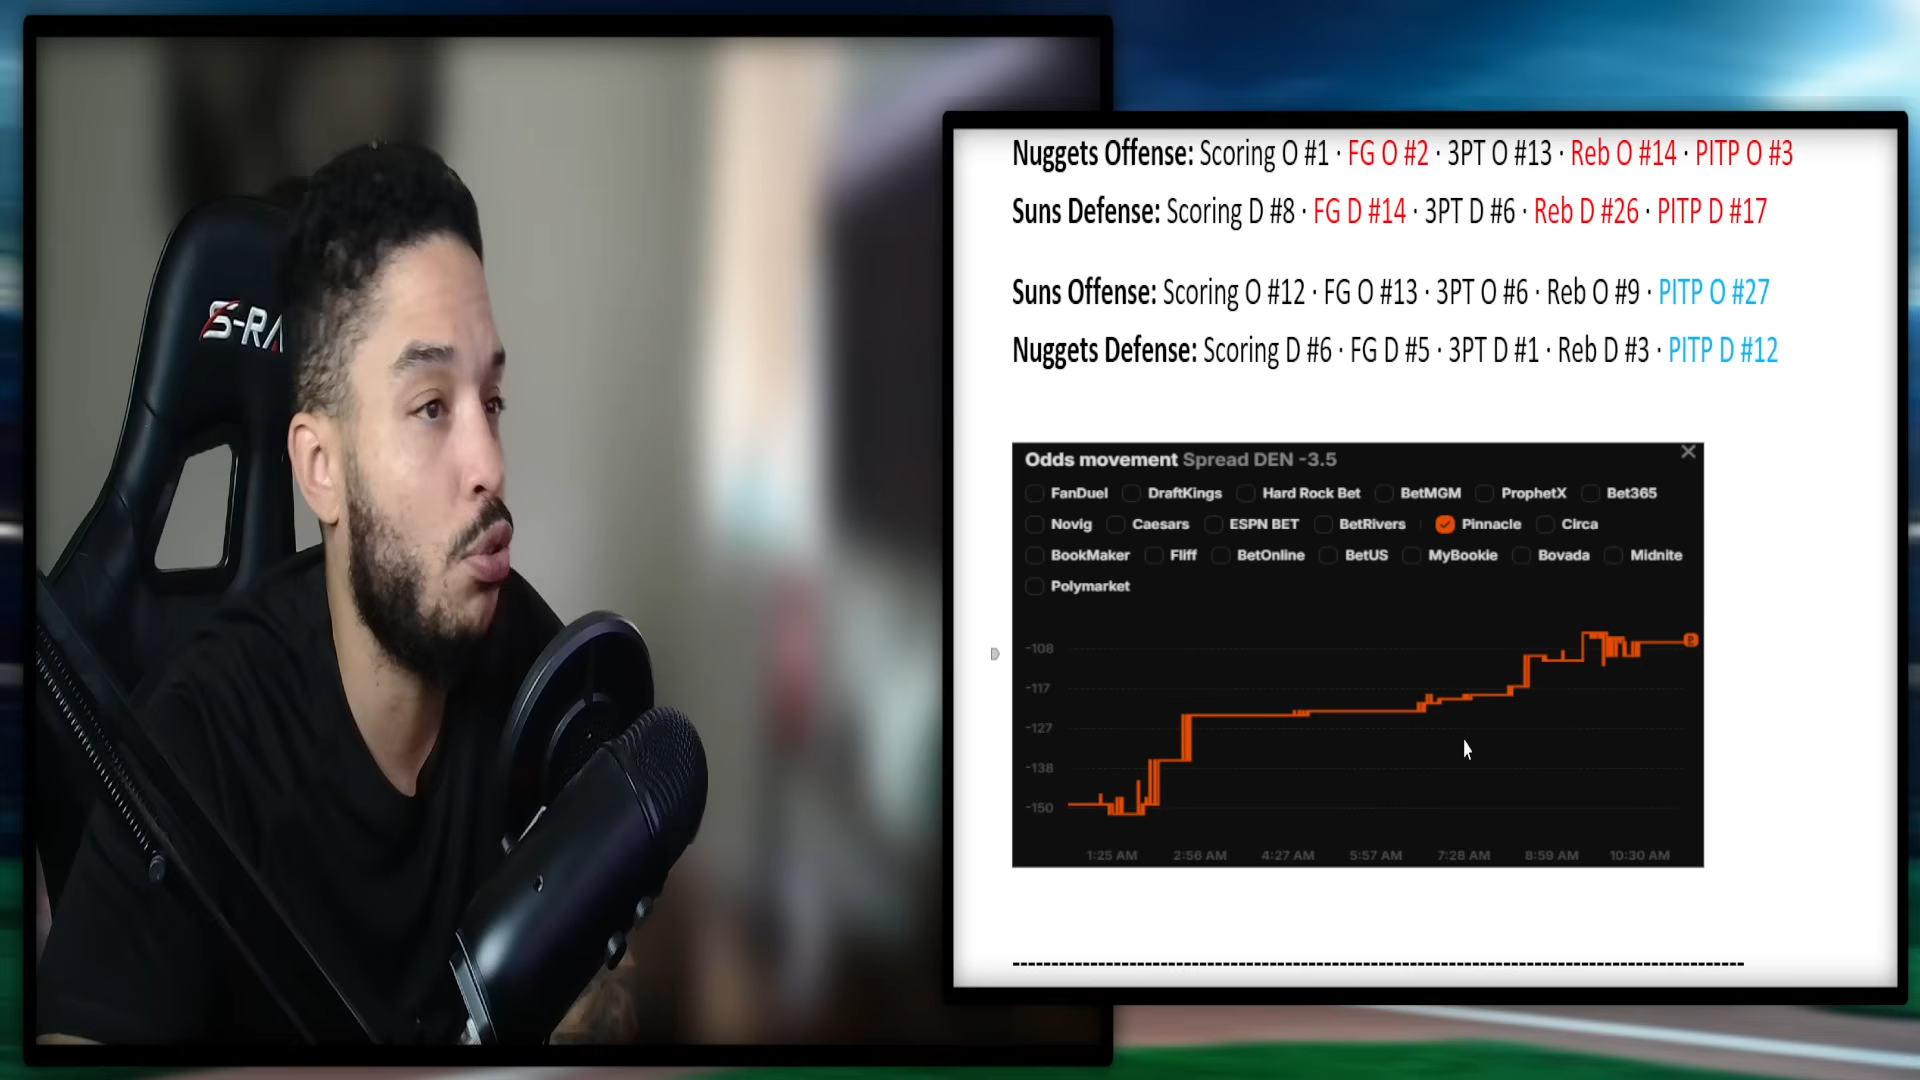 S-RA
Nuggets Offense: Scoring O #1 · FG O #2 · 3PT O #13 · Reb O #14 · PITP O #3
Suns Defense: Scoring D #8 · FG D #14 · 3PT D #6 · Reb D #26 · PITP D #17
Suns Offense: Scoring O #12 · FG O #13 · 3PT O #6 · Reb O #9 · PITP O #27
Nuggets Defense: Scoring D #6 · FG D #5 · 3PT D #1 · Reb D #3 · PITP D #12
Odds movement Spread DEN -3.5
FanDuel DraftKings Hard Rock Bet BetMGM ProphetX Bet365
Novig Caesars ESPN BET BetRivers Pinnacle Circa
BookMaker Fliff BetOnline BetUS MyBookie Bovada Midnite
Polymarket
-108
-117
-127
-138
-150
1:25 AM 2:56 AM 4:27 AM 5:57 AM 7:28 AM 8:59 AM 10:30 AM